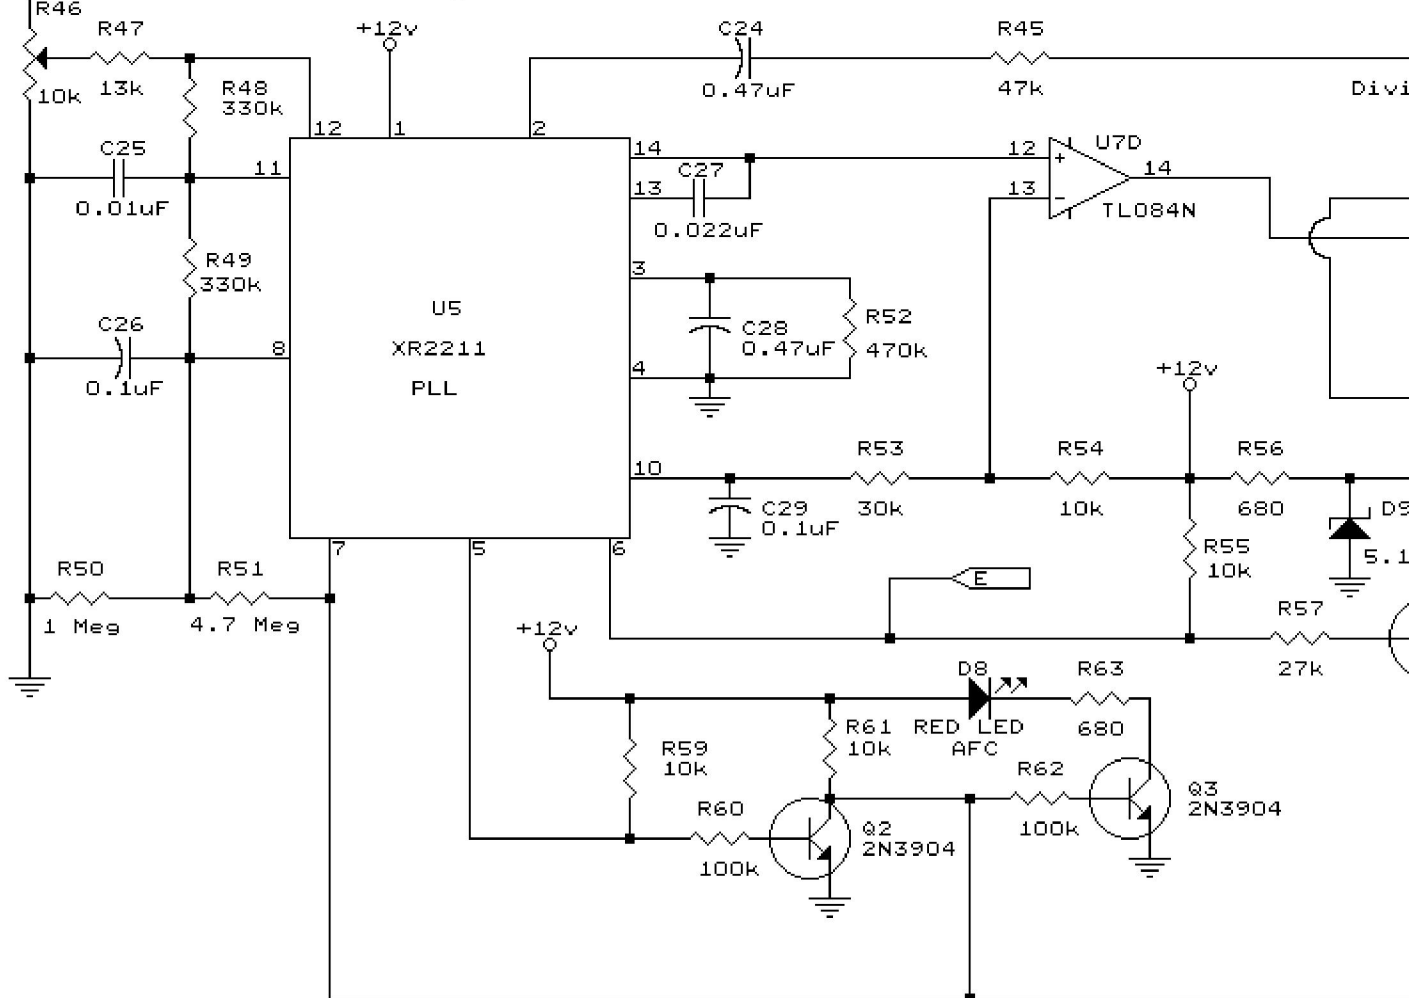 R46
R47
10k
13k
R48
330k
+12v
C24
0.47uF
R45
47k
Divi
12
1
2
C25
0.01uF
11
14
C27
13
0.022uF
12
13
+
-
U7D
14
TL084N
R49
330k
C26
0.1uF
8
U5
XR2211
PLL
3
C28
0.47uF
R52
470k
4
+12v
10
C29
0.1uF
R53
30k
R54
10k
R56
680
D9
5.1
R55
10k
7
5
6
R50
1 Meg
R51
4.7 Meg
E
R57
27k
+12v
D8
RED LED
AFC
R63
680
R59
10k
R61
10k
R60
100k
Q2
2N3904
R62
100k
Q3
2N3904